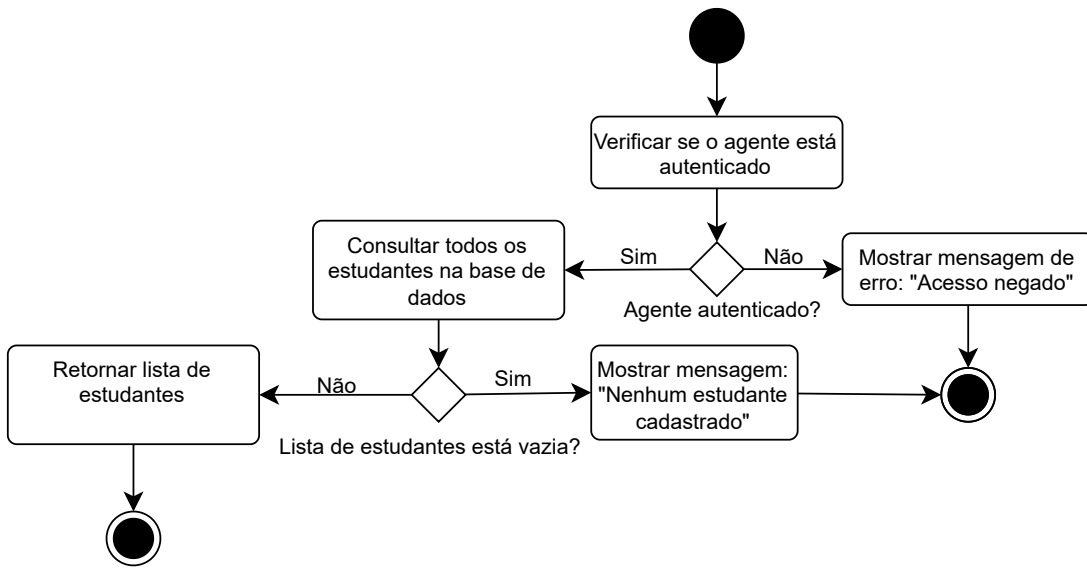 Verificar se o agente está
autenticado
Consultar todos os
estudantes na base de
dados
Sim
Não
Mostrar mensagem de
erro: "Acesso negado"
Agente autenticado?
Retornar lista de
estudantes
Não
Sim
Mostrar mensagem:
"Nenhum estudante
cadastrado"
Lista de estudantes está vazia?